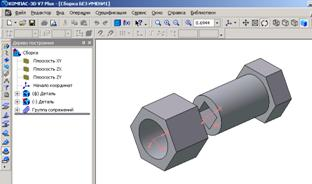 КОМПАС-3D V7 Plus - [Сборка БЕЗ ИМЕНИ1]
Файл Редактор Вид Операции Спецификация Сервис Окно Справка Библиотеки
0.6944
Дерево построения
Сборка
Плоскость XY
Плоскость ZX
Плоскость ZY
Начало координат
(ф) Деталь
(-) Деталь
Группа сопряжений